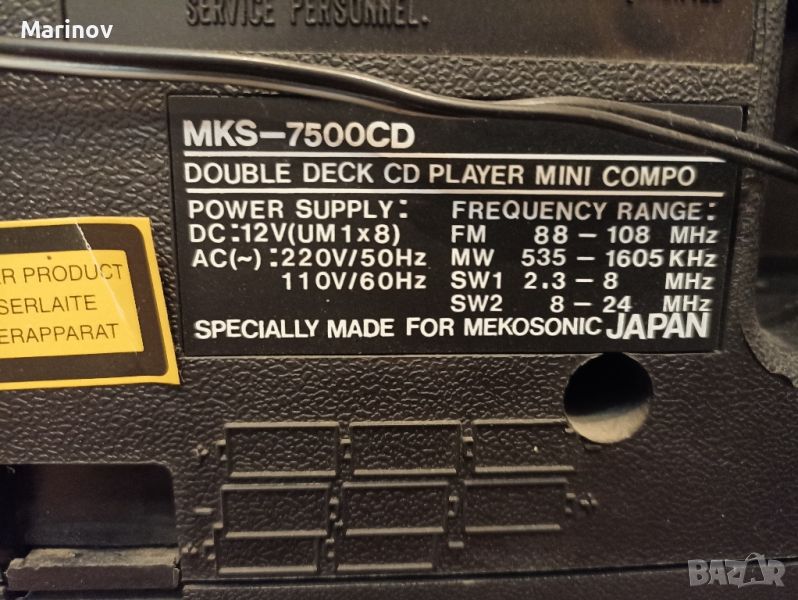 Marinov
SERVICE PERSONNEL.
MKS-7500CD
DOUBLE DECK CD PLAYER MINI COMPO
POWER SUPPLY: FREQUENCY RANGE:
DC:12V(UM1x8) FM 88-108 MHz
AC(~):220V/50Hz MW 535-1605KHz
110V/60Hz SW1 2.3-8 MHz
SW2 8-24 MHz
SPECIALLY MADE FOR MEKOSONIC JAPAN
PRODUCT
SERLAITE
ERAPPARAT
BAZAR